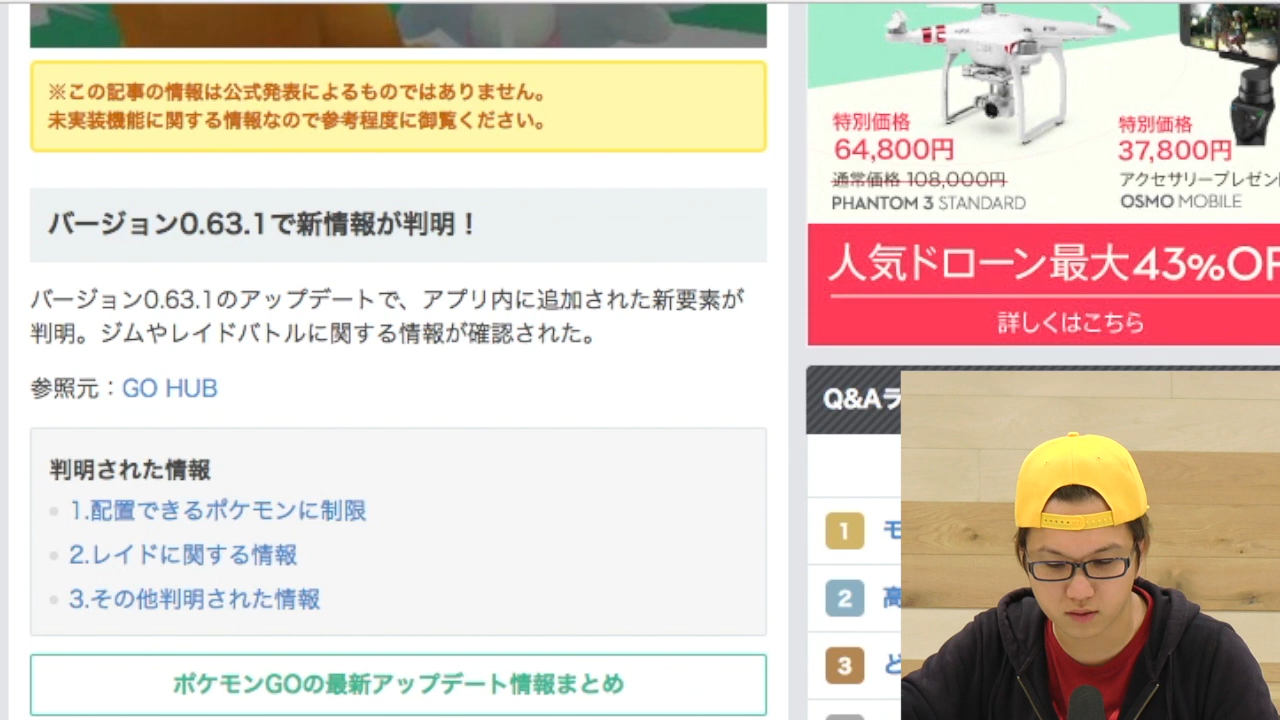 ※この記事の情報は公式発表によるものではありません。
未実装機能に関する情報なので参考程度に御覧ください。
バージョン0.63.1で新情報が判明！
バージョン0.63.1のアップデートで、アプリ内に追加された新要素が
判明。ジムやレイドバトルに関する情報が確認された。
参照元：GO HUB
判明された情報
1.配置できるポケモンに制限
2.レイドに関する情報
3.その他判明された情報
ポケモンGOの最新アップデート情報まとめ
特別価格
64,800円
通常価格 108,000円
PHANTOM 3 STANDARD
特別価格
37,800円
アクセサリープレゼン
OSMO MOBILE
人気ドローン最大43%OF
詳しくはこちら
Q&Aラ
1 モ
2 高
3 ど